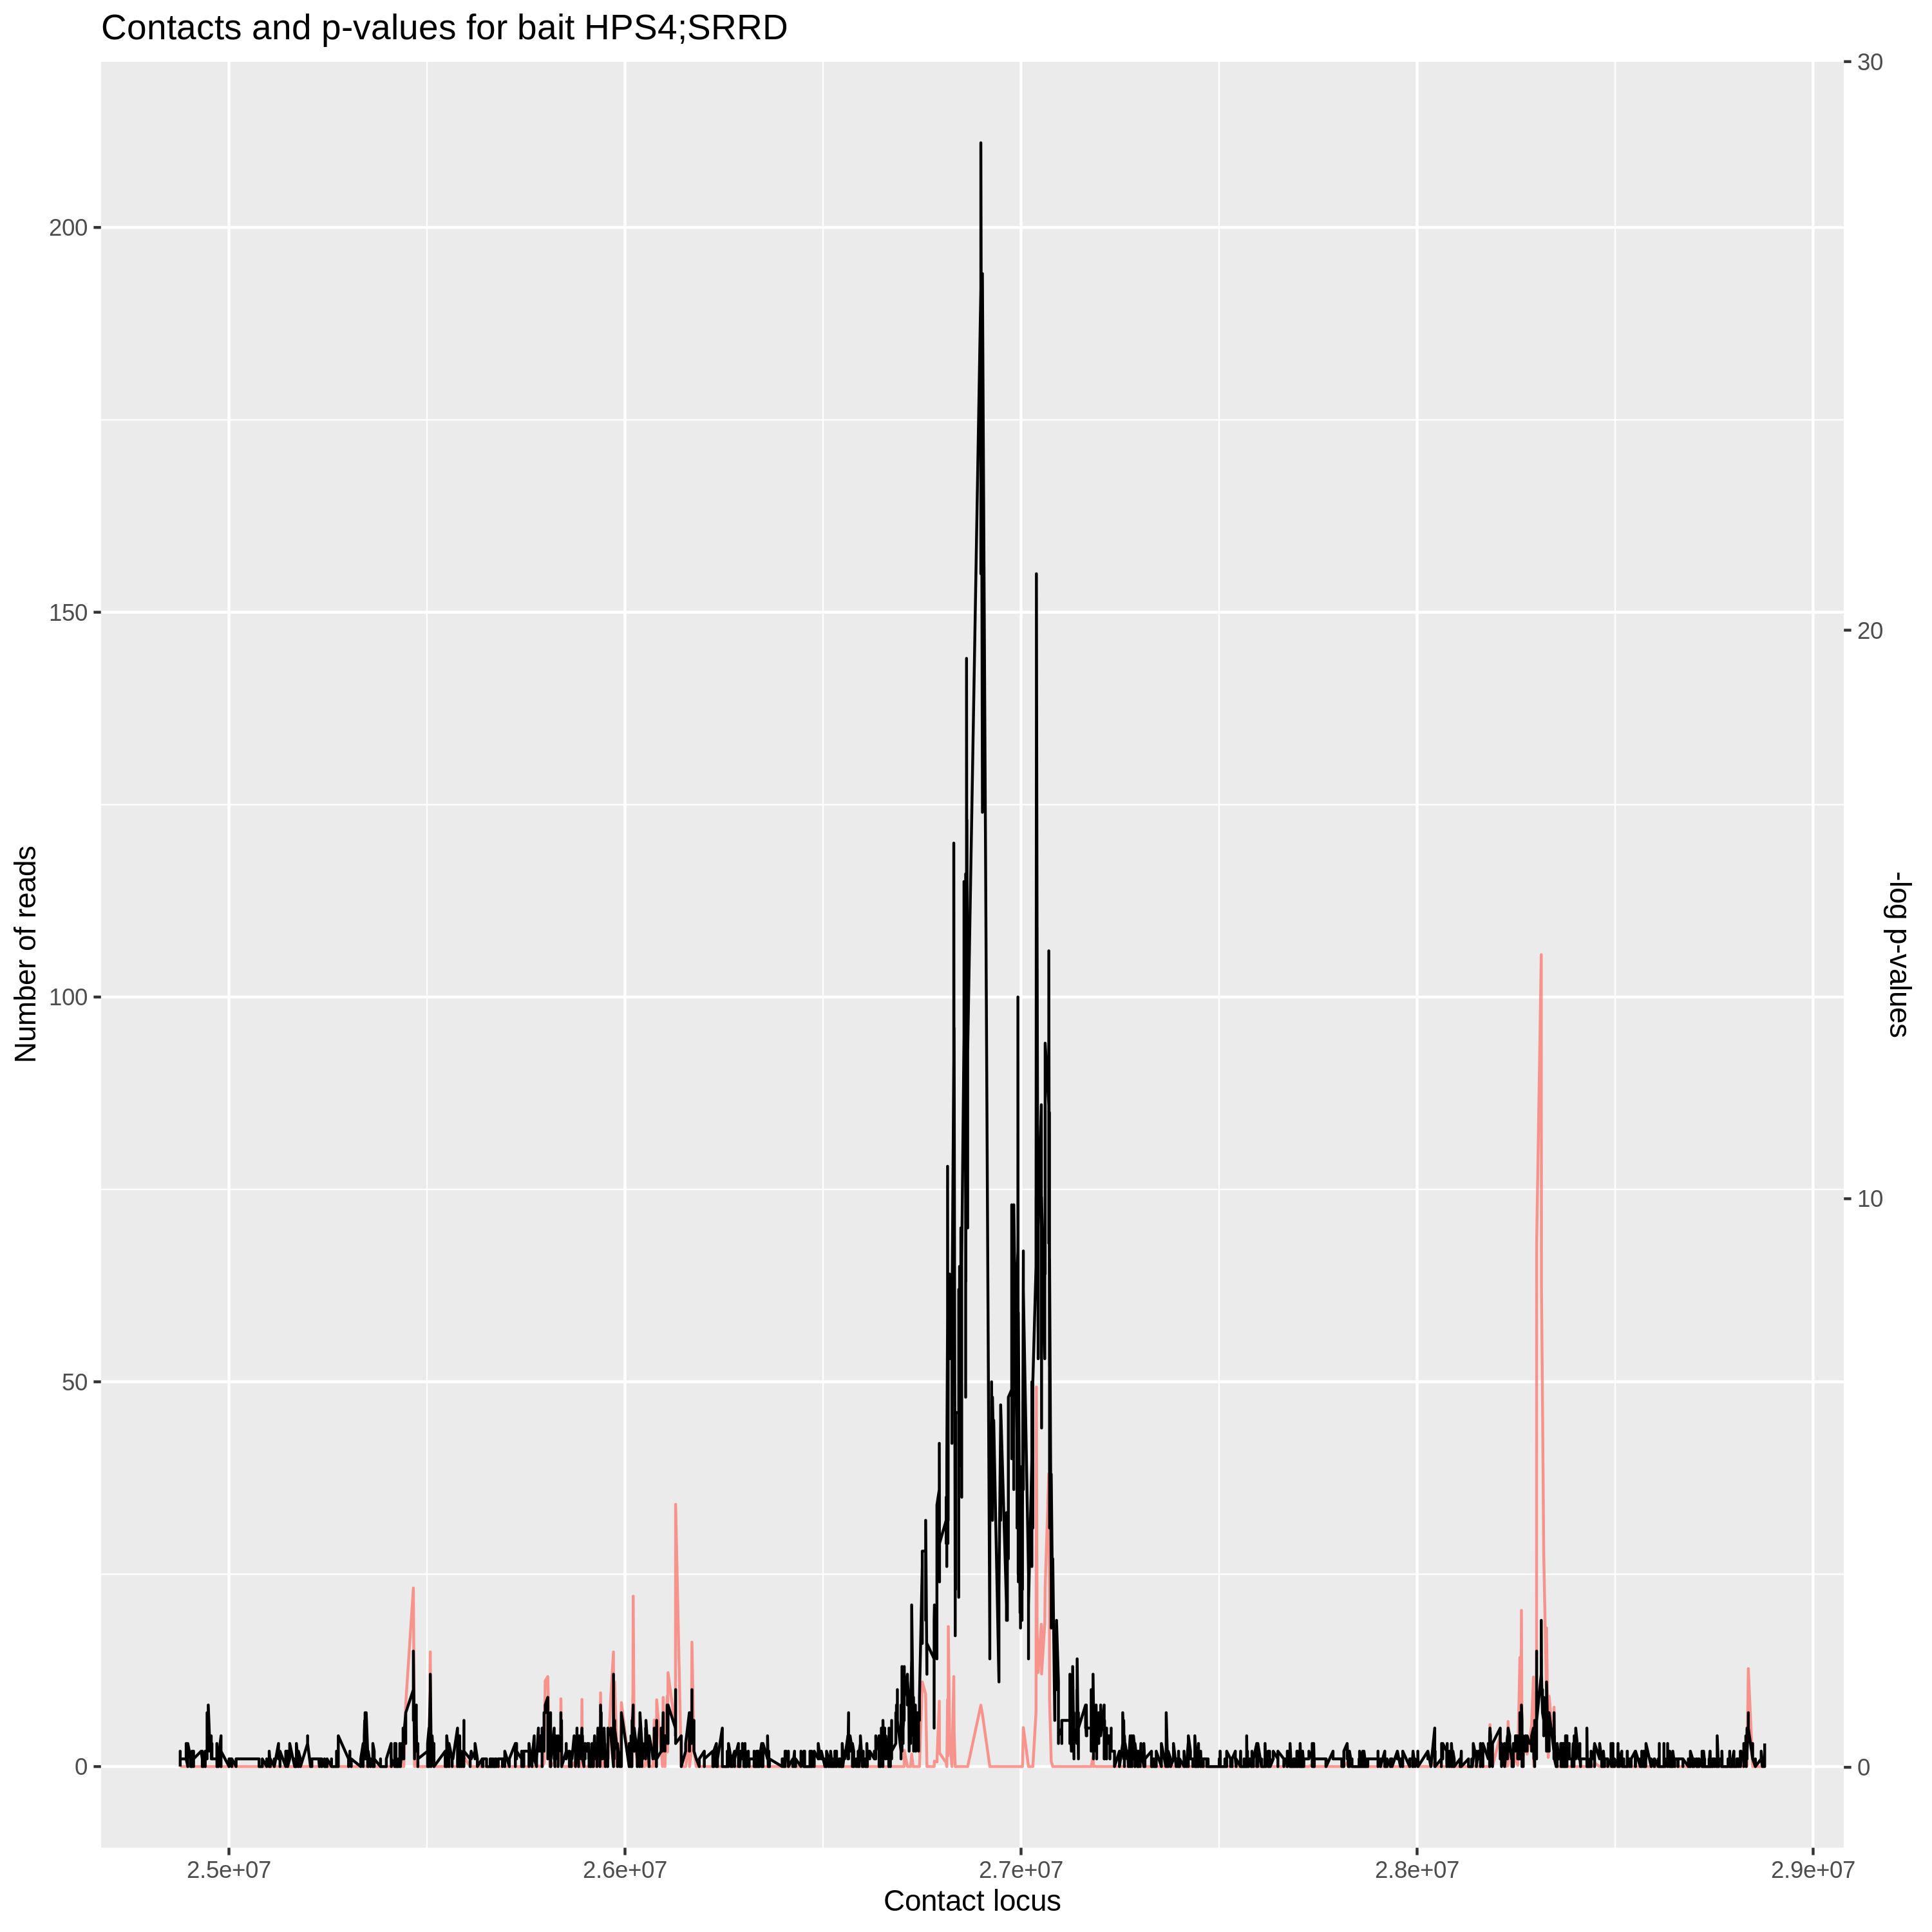 Contacts and p-values for bait HPS4;SRRD
Number of reads
200
150
100
50
0
30
20
10
0
-log p-values
2.5e+07
2.6e+07
2.7e+07
2.8e+07
2.9e+07
Contact locus